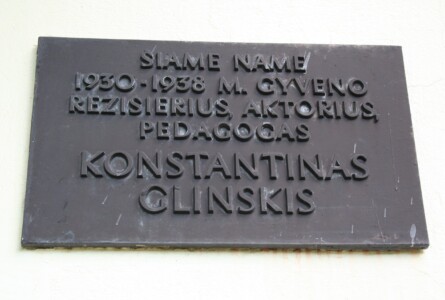 ŠIAME NAME
1930-1938 M. GYVENO
REŽISIERIUS, AKTORIUS,
PEDAGOGAS
KONSTANTINAS
GLINSKIS